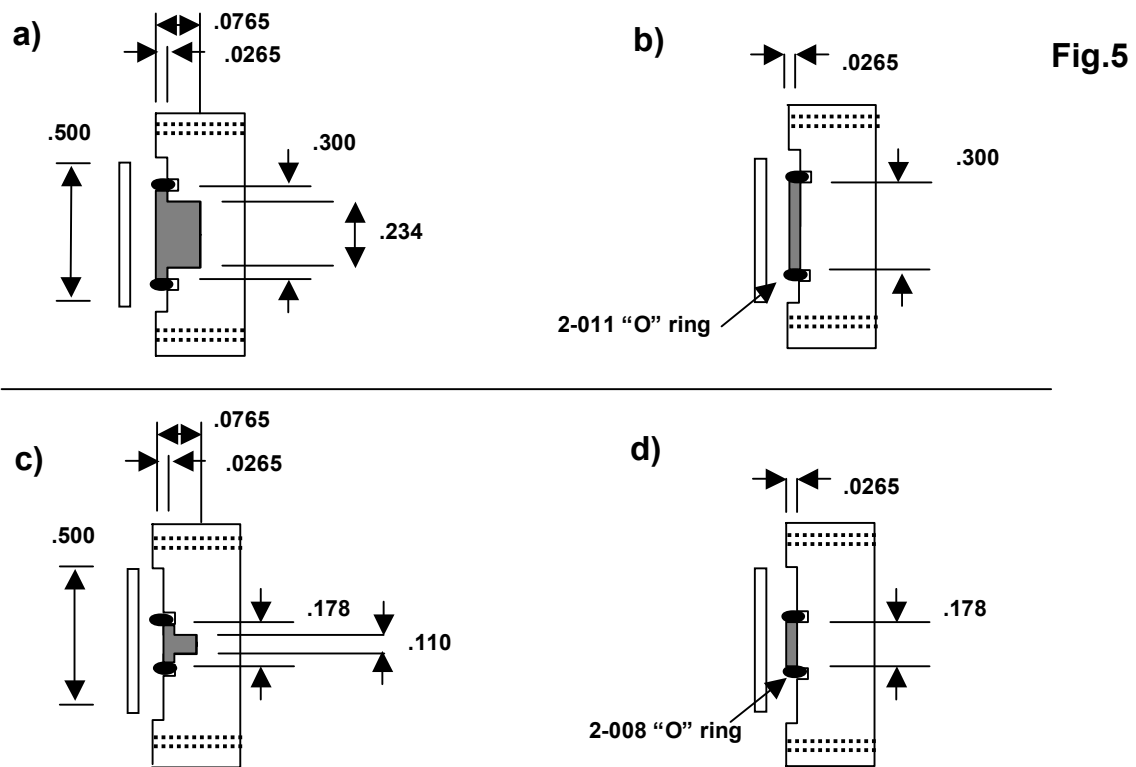 a)
.0765
.0265
.500
.300
.234
b)
.0265
Fig.5
.300
2-011 “O” ring
c)
.0765
.0265
.500
.178
.110
d)
.0265
.178
2-008 “O” ring